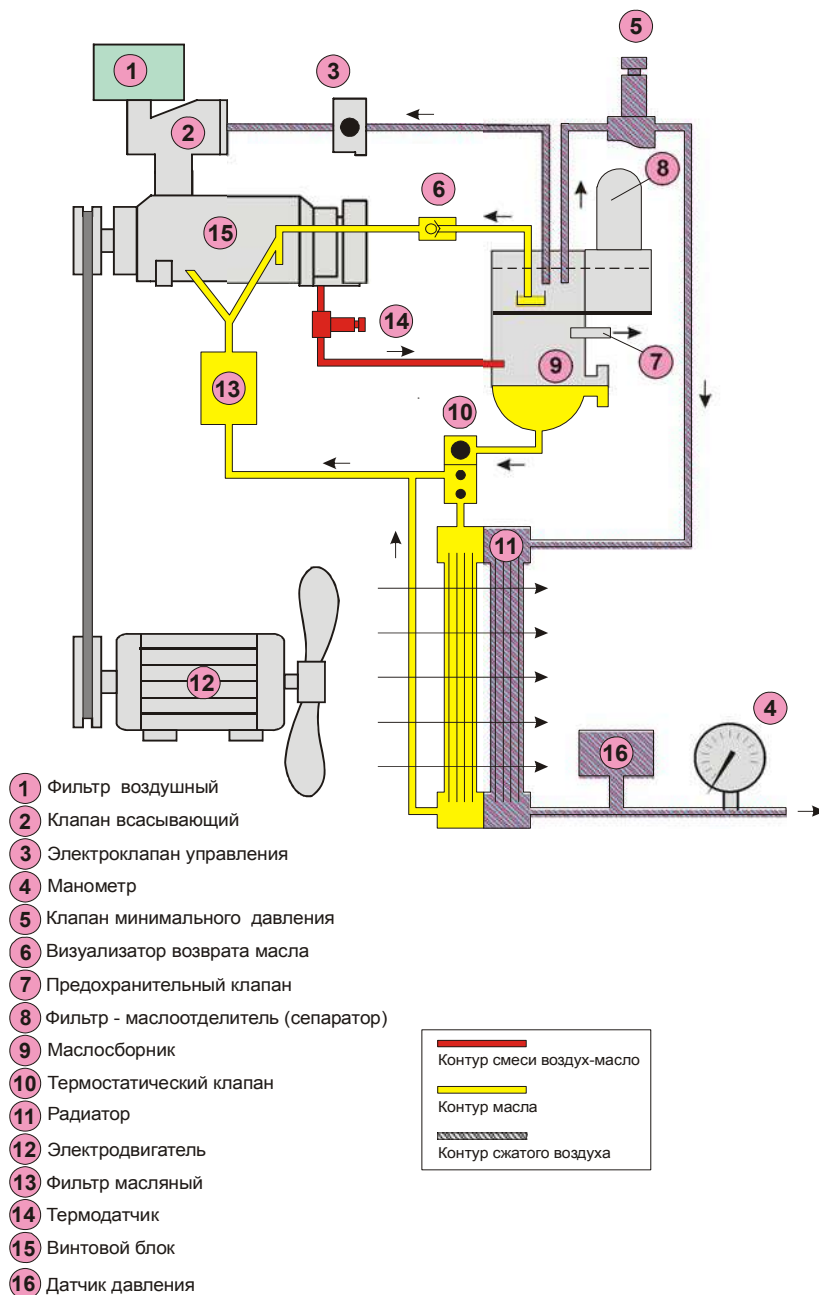 5
1
3
2
8
6
15
14
7
9
13
10
11
12
4
16
1 Фильтр воздушный
2 Клапан всасывающий
3 Электроклапан управления
4 Манометр
5 Клапан минимального давления
6 Визуализатор возврата масла
7 Предохранительный клапан
8 Фильтр - маслоотделитель (сепаратор)
9 Маслосборник
10 Термостатический клапан
11 Радиатор
12 Электродвигатель
13 Фильтр масляный
14 Термодатчик
15 Винтовой блок
16 Датчик давления
Контур смеси воздух-масло
Контур масла
Контур сжатого воздуха